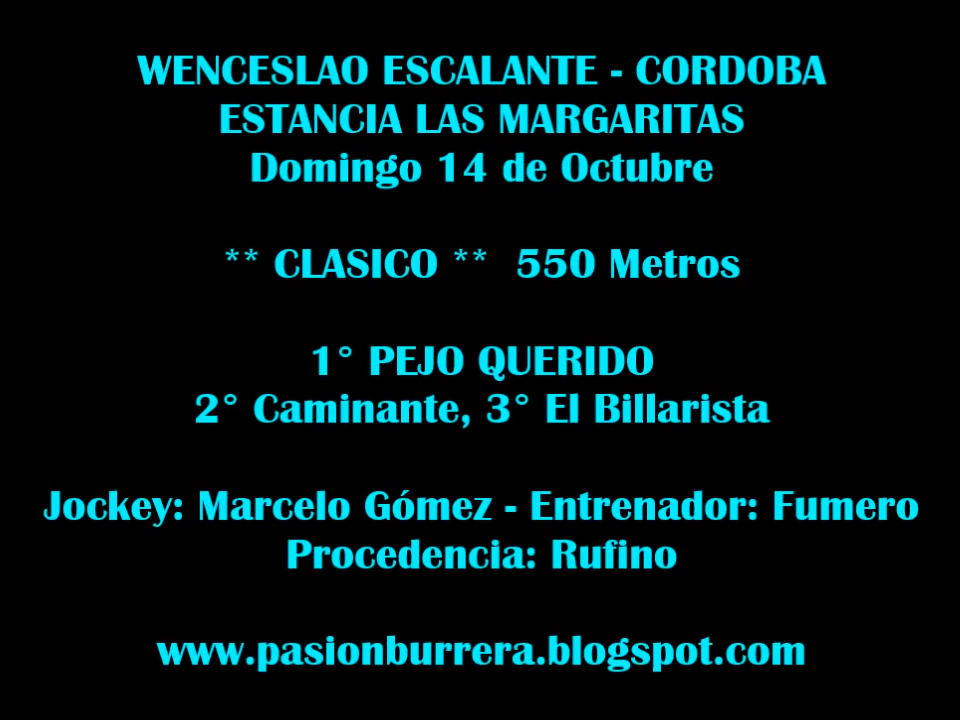 WENCESLAO ESCALANTE - CORDOBA
ESTANCIA LAS MARGARITAS
Domingo 14 de Octubre
** CLASICO ** 550 Metros
1° PEJO QUERIDO
2° Caminante, 3° El Billarista
Jockey: Marcelo Gómez - Entrenador: Fumero
Procedencia: Rufino
www.pasionburrera.blogspot.com